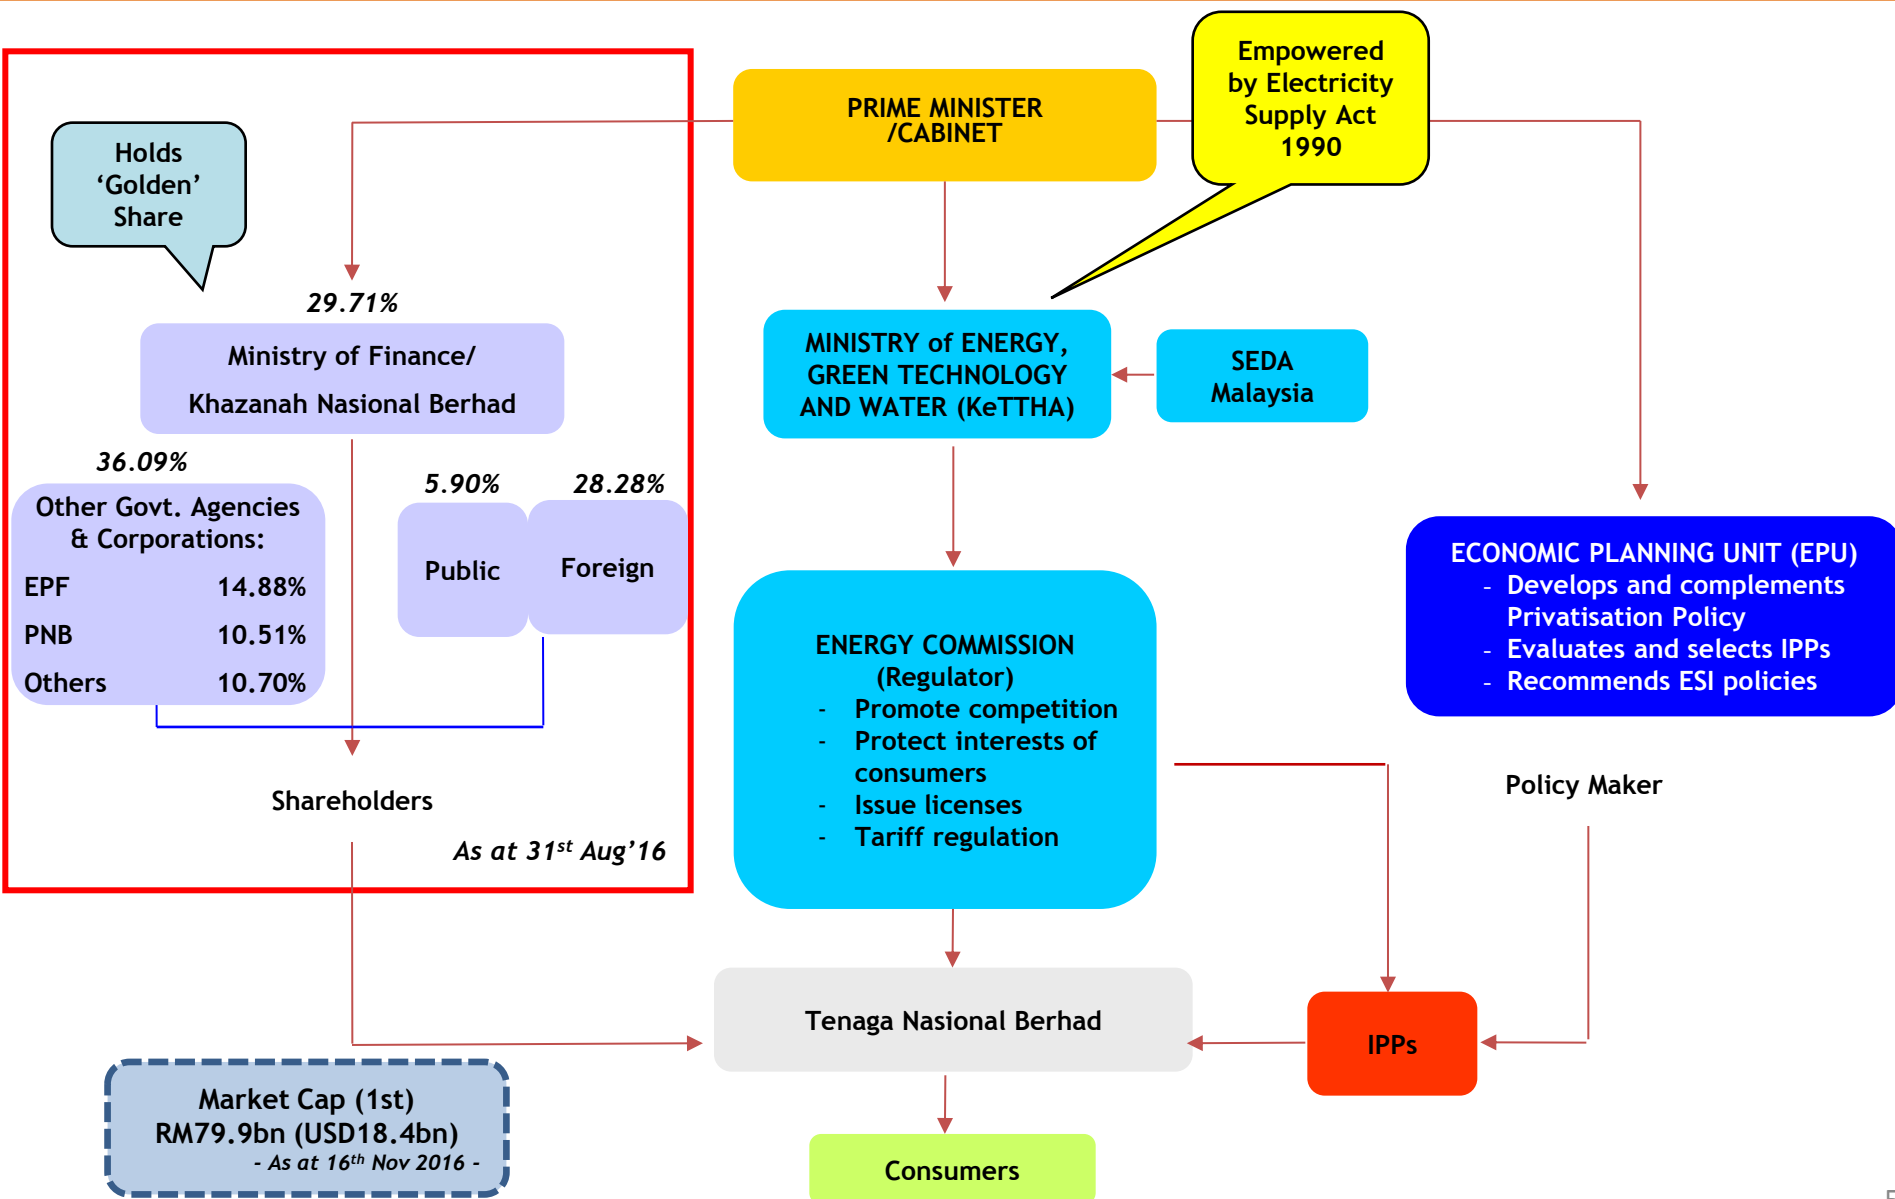 Empowered
by Electricity
Supply Act
1990
PRIME MINISTER
/CABINET
Holds
‘Golden’
Share
29.71%
Ministry of Finance/
Khazanah Nasional Berhad
MINISTRY of ENERGY,
GREEN TECHNOLOGY
AND WATER (KeTTHA)
SEDA
Malaysia
36.09%
Other Govt. Agencies
& Corporations:
EPF 14.88%
PNB 10.51%
Others 10.70%
5.90%
Public
28.28%
Foreign
Shareholders
As at 31st Aug’16
ENERGY COMMISSION
(Regulator)
- Promote competition
- Protect interests of
consumers
- Issue licenses
- Tariff regulation
ECONOMIC PLANNING UNIT (EPU)
- Develops and complements
Privatisation Policy
- Evaluates and selects IPPs
- Recommends ESI policies
Policy Maker
Tenaga Nasional Berhad
IPPs
Market Cap (1st)
RM79.9bn (USD18.4bn)
- As at 16th Nov 2016 -
Consumers